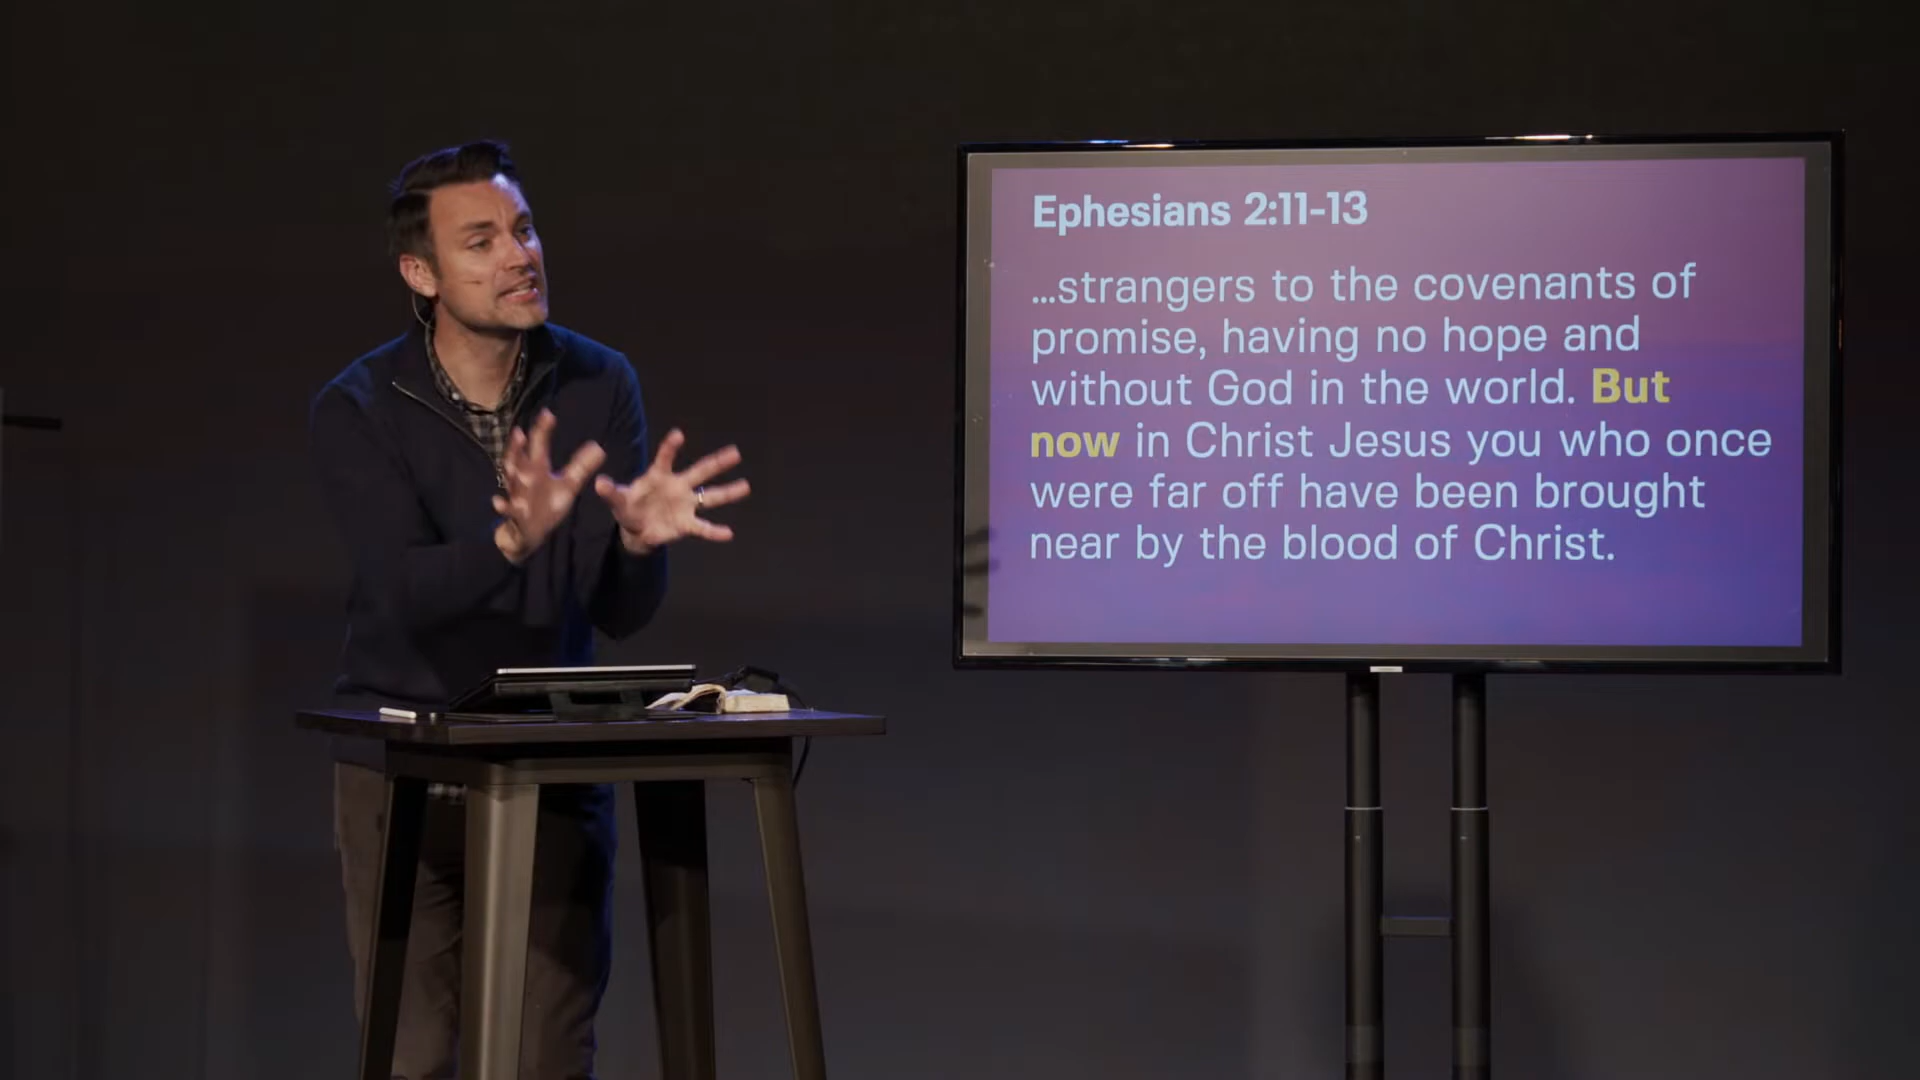 Ephesians 2:11-13
...strangers to the covenants of
promise, having no hope and
without God in the world. But
now in Christ Jesus you who once
were far off have been brought
near by the blood of Christ.